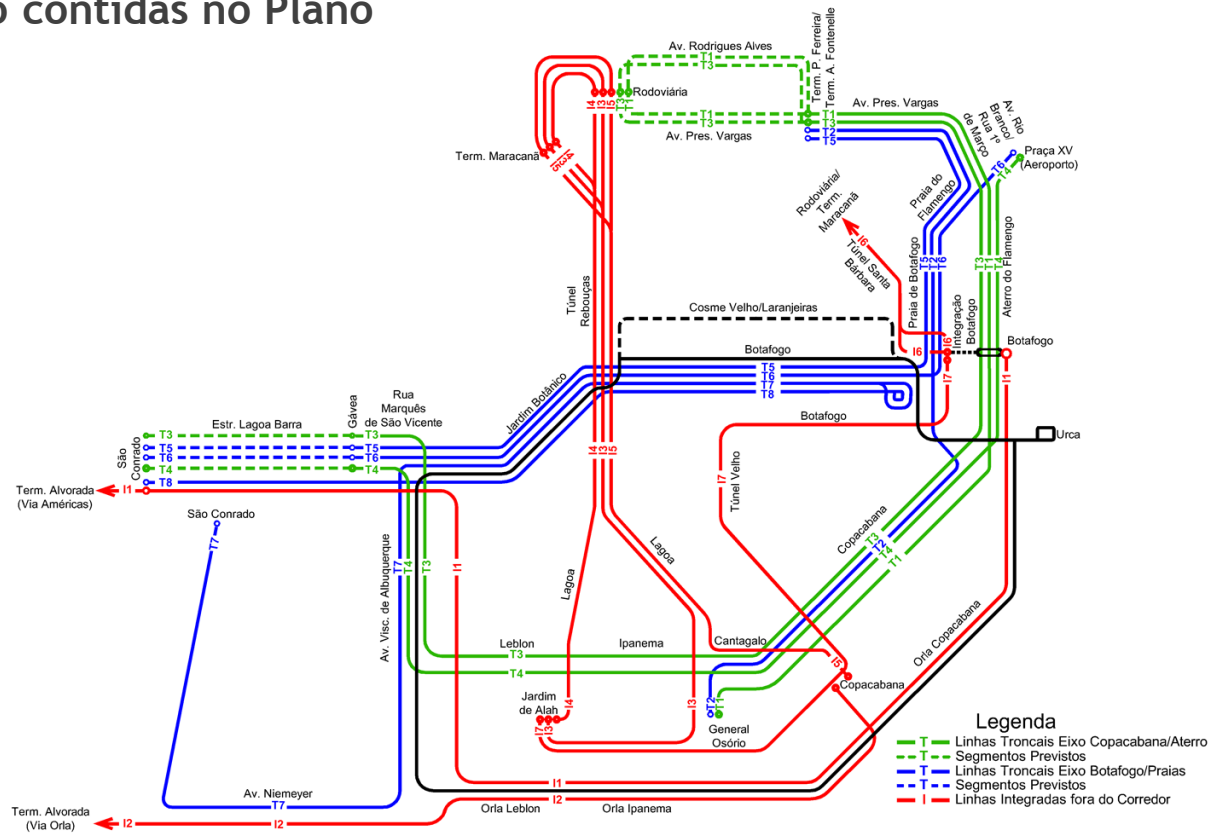 o contidas no Plano
Av. Rodrigues Alves
T1
T3
Term. P. Ferreira/
Term. A. Fontenelle
I4
I3
I5
T3
T1
Rodoviária
Av. Pres. Vargas
T1
T3
T1
T3
T2
T5
Av. Pres. Vargas
Av. Rio
Branco/
Rua 1º
de Março
Term. Maracanã
I4
I3
I5
Praça XV
(Aeroporto)
T6
T4
Praia do
Flamengo
Rodoviária/
Term.
Maracanã
I6
Túnel Santa
Bárbara
Praia de Botafogo
T5
T2
T6
T3
T1
T4
Aterro do Flamengo
Túnel
Rebouças
Cosme Velho/Laranjeiras
Integração
Botafogo
I6
I6
I7
Botafogo
I1
Botafogo
T5
T6
T7
T8
Jardim Botânico
Rua
Marquês
de São Vicente
Gávea
Estr. Lagoa Barra
São
Conrado
T3
T3
T5
T5
T6
T6
T4
T4
T8
Botafogo
Urca
I4
I3
I5
I7
Túnel Velho
Term. Alvorada
(Via Américas)
I1
São Conrado
T7
Copacabana
T3
T2
T4
T1
Av. Visc. de Albuquerque
T7
T4
T3
I1
Lagoa
Lagoa
Leblon
Ipanema
Cantagalo
T3
T4
I5
Copacabana
Orla Copacabana
Jardim
de Alah
I4
I7
I3
I3
T2
T1
General
Osório
Av. Niemeyer
T7
I1
I2
Orla Leblon
Orla Ipanema
Term. Alvorada
(Via Orla)
I2
I2
Legenda
T Linhas Troncais Eixo Copacabana/Aterro
T Segmentos Previstos
T Linhas Troncais Eixo Botafogo/Praias
T Segmentos Previstos
I Linhas Integradas fora do Corredor